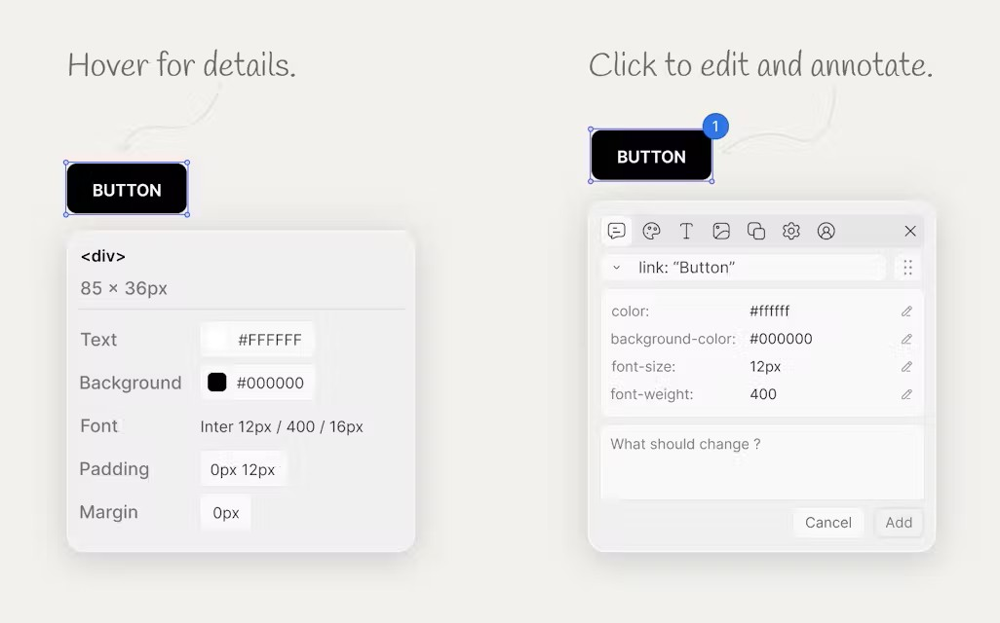 Hover for details.
BUTTON
<div>
85 × 36px
Text #FFFFFF
Background #000000
Font Inter 12px / 400 / 16px
Padding 0px 12px
Margin 0px
Click to edit and annotate.
1
BUTTON
link: “Button”
color: #ffffff
background-color: #000000
font-size: 12px
font-weight: 400
What should change ?
Cancel Add